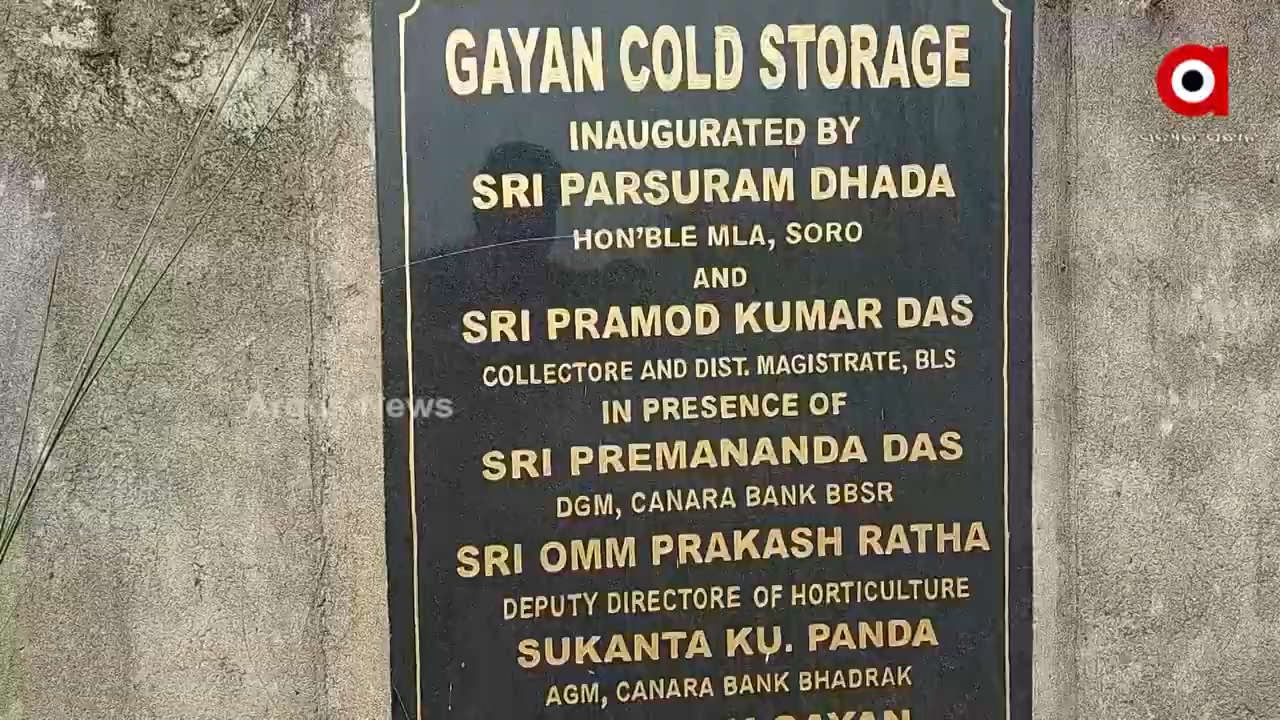 GAYAN COLD STORAGE
INAUGURATED BY
SRI PARSURAM DHADA
HON'BLE MLA, SORO
AND
SRI PRAMOD KUMAR DAS
COLLECTORE AND DIST. MAGISTRATE, BLS
IN PRESENCE OF
SRI PREMANANDA DAS
DGM, CANARA BANK BBSR
SRI OMM PRAKASH RATHA
DEPUTY DIRECTORE OF HORTICULTURE
SUKANTA KU. PANDA
AGM, CANARA BANK BHADRAK
GAYAN
News